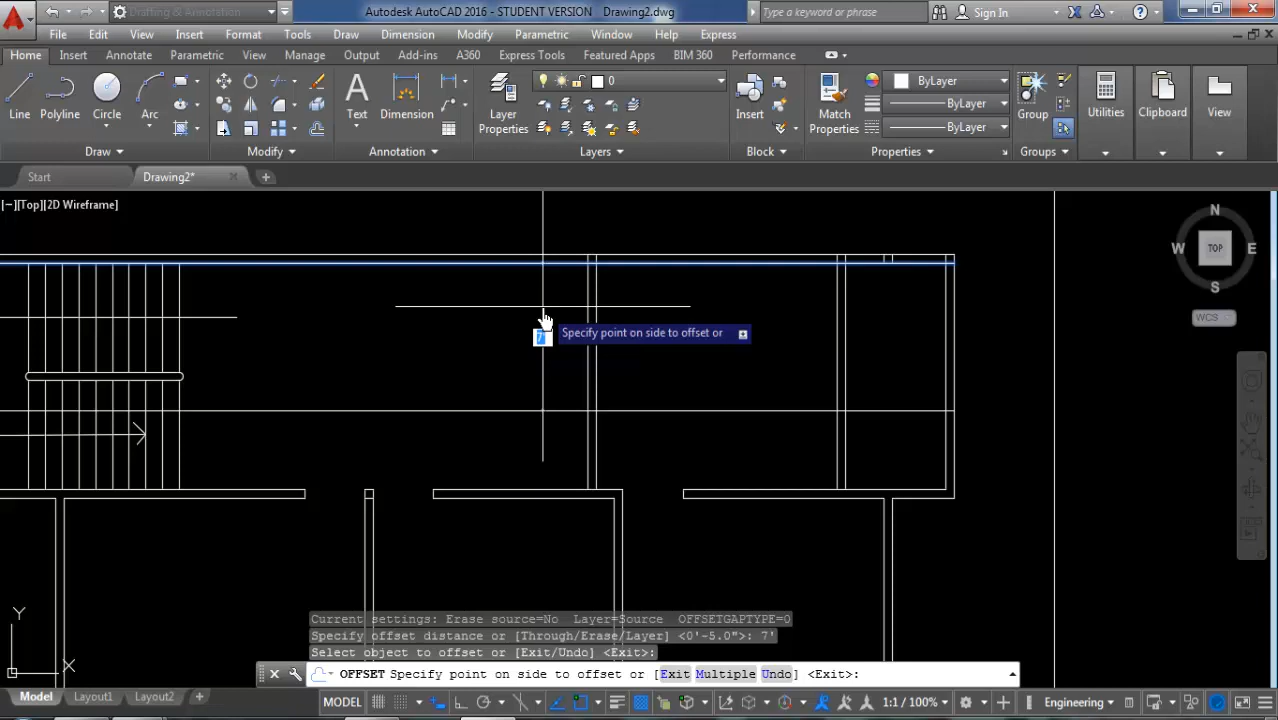 Drafting & Annotation
Autodesk AutoCAD 2016 - STUDENT VERSION Drawing2.dwg
Type a keyword or phrase
Sign In
File Edit View Insert Format Tools Draw Dimension Modify Parametric Window Help Express
Home Insert Annotate Parametric View Manage Output Add-ins A360 Express Tools Featured Apps BIM 360 Performance
0
ByLayer
ByLayer
ByLayer
Line Polyline Circle Arc Text Dimension Layer Properties Insert Match Properties Group Utilities Clipboard View
Draw Modify Annotation Layers Block Properties Groups
Start Drawing2*
[−][Top][2D Wireframe]
N
W TOP E
S
WCS
7
Specify point on side to offset or
Y
X
Current settings: Erase source=No Layer=Source OFFSETGAPTYPE=0
Specify offset distance or [Through/Erase/Layer] <0'-5.0">: 7'
Select object to offset or [Exit/Undo] <Exit>:
OFFSET Specify point on side to offset or [Exit Multiple Undo] <Exit>:
Model Layout1 Layout2
MODEL 1:1 / 100% Engineering